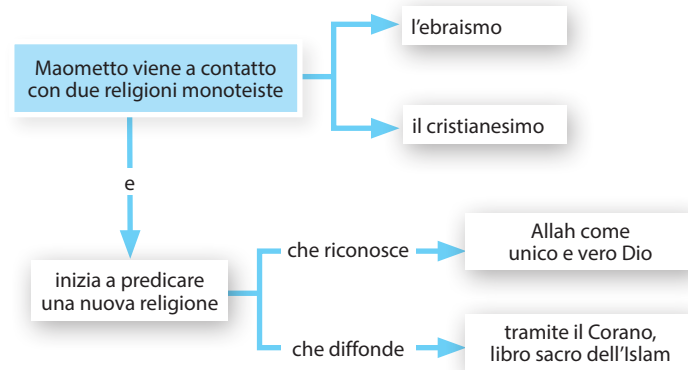 Maometto viene a contatto
con due religioni monoteiste
l'ebraismo
il cristianesimo
e
inizia a predicare
una nuova religione
che riconosce
Allah come
unico e vero Dio
che diffonde
tramite il Corano,
libro sacro dell'Islam